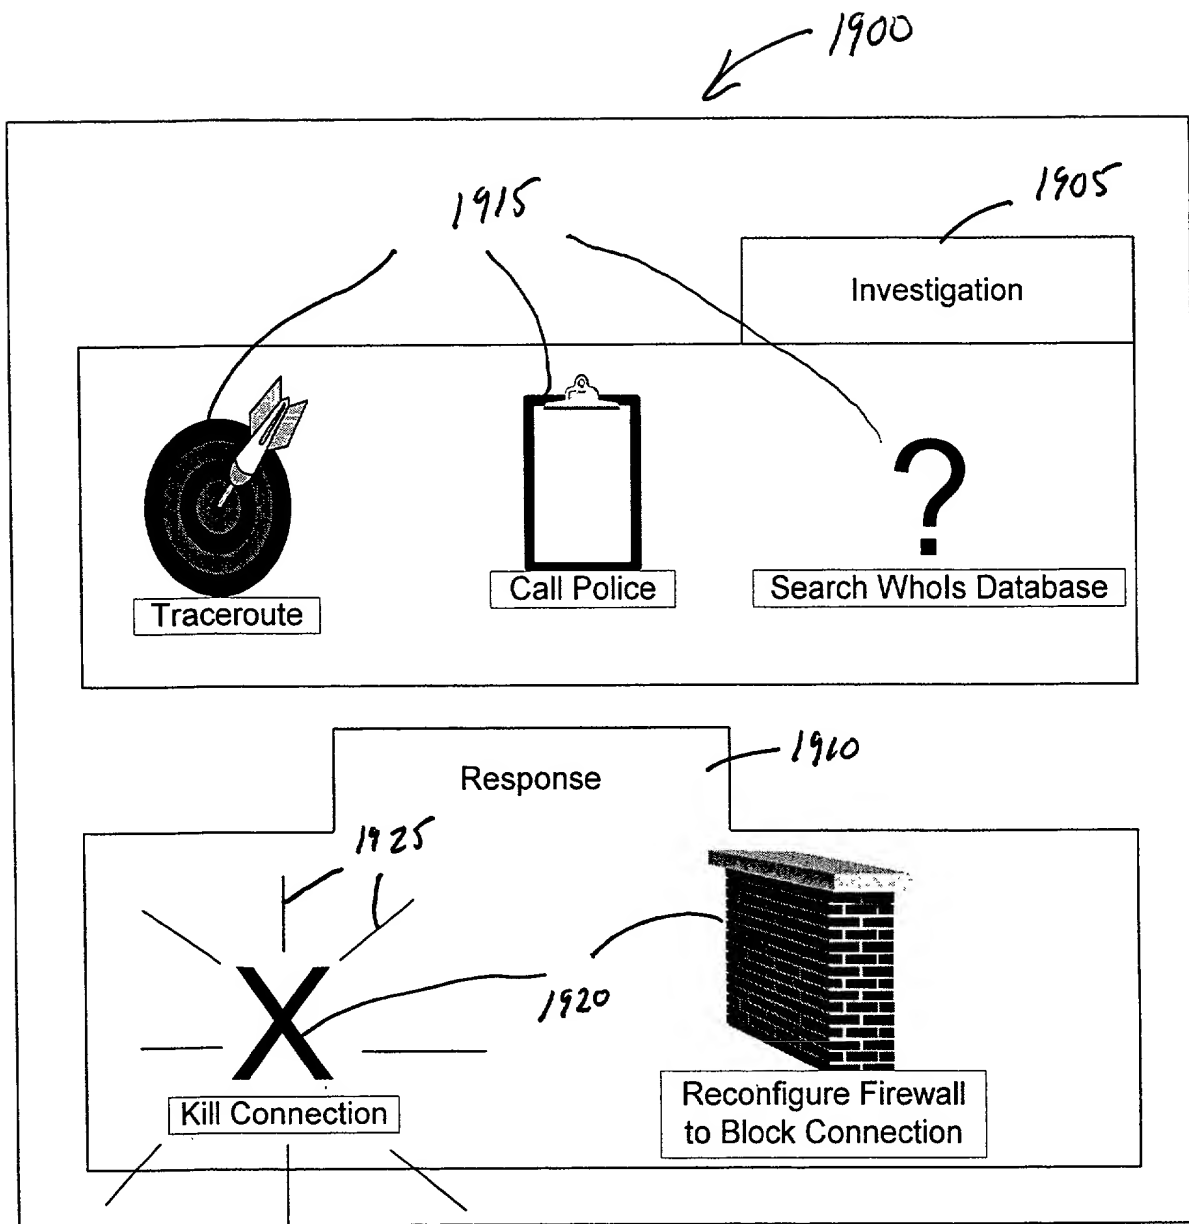 1900
1915
1905
Investigation
?
Traceroute
Call Police
Search WhoIs Database
1910
Response
1925
X
1920
Kill Connection
Reconfigure Firewall
to Block Connection